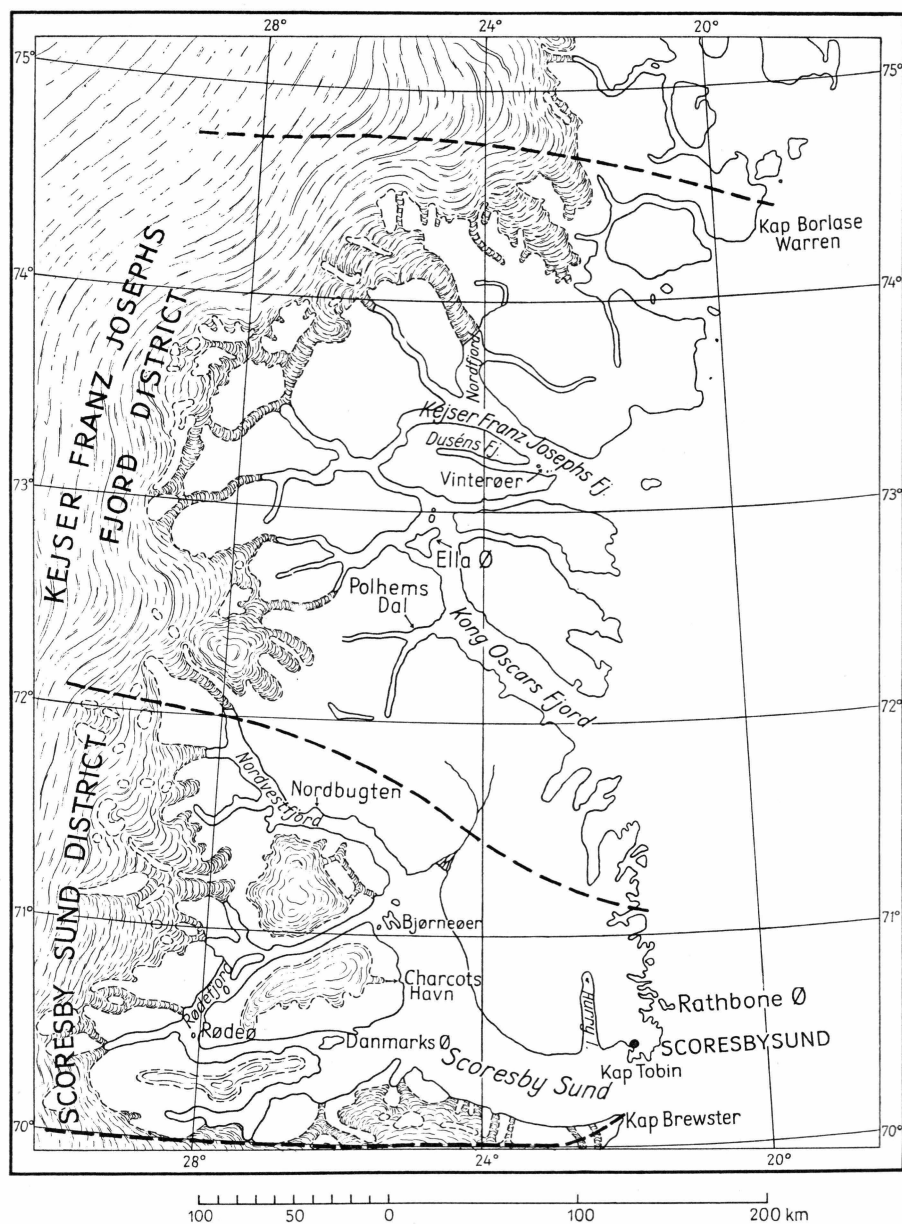 28° 24° 20°
75° 75°
Kap Borlase
Warren
74° 74°
KEJSER FRANZ JOSEPHS
FJORD DISTRICT
Nordfjord
Kejser Franz Josephs Fj.
Duséns Fj.
Vinterøer
73° 73°
Ella Ø
Polhems
Dal
Kong Oscars Fjord
72° 72°
SCORESBY SUND DISTRICT
Nordvestfjord
Nordbugten
71° 71°
Bjørneøer
Rødefjord
Charcots
Havn
Hurry
Rathbone Ø
Rødeø
Danmarks Ø
SCORESBYSUND
Scoresby Sund
Kap Tobin
Kap Brewster
70° 70°
28° 24° 20°
100 50 0 100 200 km